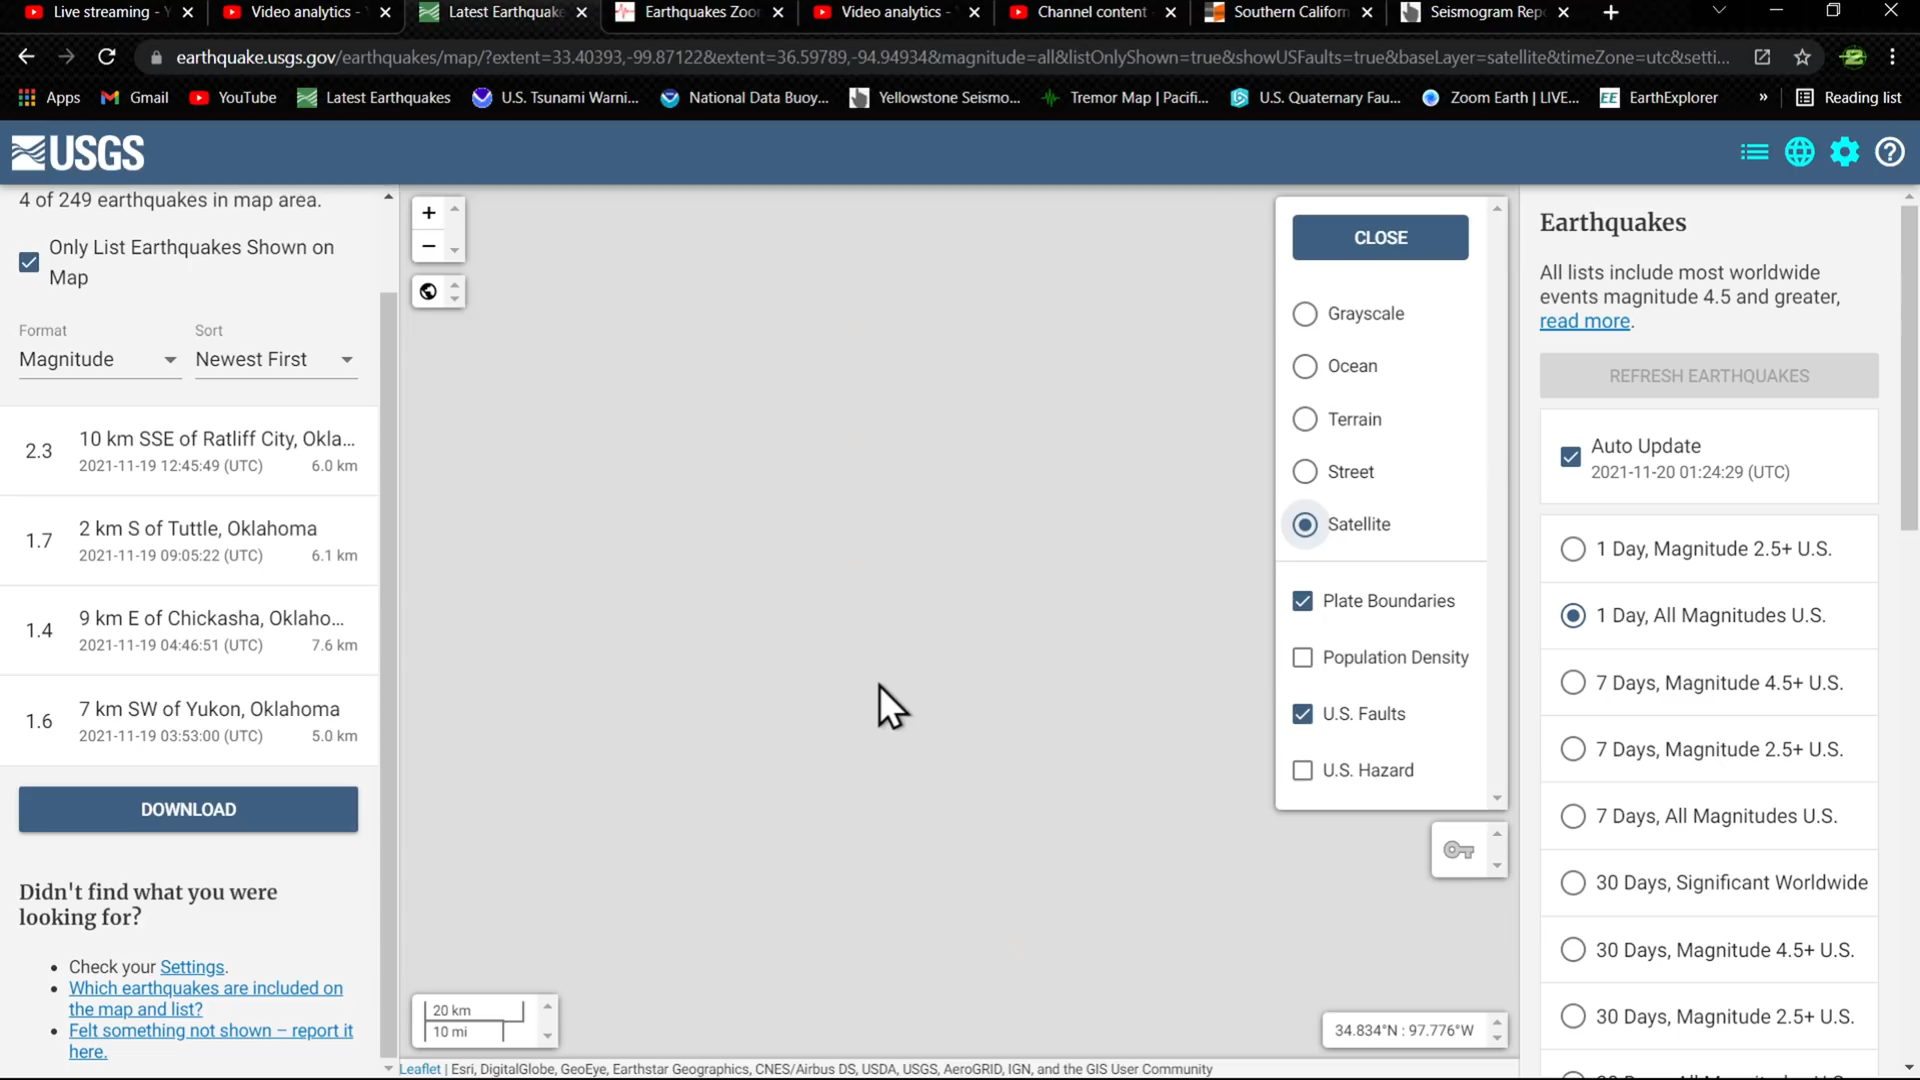 Live streaming - Y
Video analytics -
Latest Earthquake
Earthquakes Zoo
Video analytics -
Channel content
Southern Califor
Seismogram Rep
earthquake.usgs.gov/earthquakes/map/?extent=33.40393,-99.87122&extent=36.59789,-94.94934&magnitude=all&listOnlyShown=true&showUSFaults=true&baseLayer=satellite&timeZone=utc&setti...
Apps
Gmail
YouTube
Latest Earthquakes
U.S. Tsunami Warni...
National Data Buoy...
Yellowstone Seismo...
Tremor Map | Pacifi...
U.S. Quaternary Fau...
Zoom Earth | LIVE...
EE
EarthExplorer
»
Reading list
USGS
4 of 249 earthquakes in map area.
Only List Earthquakes Shown on
Map
Format
Sort
Magnitude
Newest First
2.3
10 km SSE of Ratliff City, Okla...
2021-11-19 12:45:49 (UTC)
6.0 km
1.7
2 km S of Tuttle, Oklahoma
2021-11-19 09:05:22 (UTC)
6.1 km
1.4
9 km E of Chickasha, Oklaho...
2021-11-19 04:46:51 (UTC)
7.6 km
1.6
7 km SW of Yukon, Oklahoma
2021-11-19 03:53:00 (UTC)
5.0 km
DOWNLOAD
Didn't find what you were
looking for?
Check your Settings.
Which earthquakes are included on
the map and list?
Felt something not shown – report it
here.
+
−
20 km
10 mi
CLOSE
Grayscale
Ocean
Terrain
Street
Satellite
Plate Boundaries
Population Density
U.S. Faults
U.S. Hazard
34.834°N : 97.776°W
Leaflet | Esri, DigitalGlobe, GeoEye, Earthstar Geographics, CNES/Airbus DS, USDA, USGS, AeroGRID, IGN, and the GIS User Community
Earthquakes
All lists include most worldwide
events magnitude 4.5 and greater,
read more.
REFRESH EARTHQUAKES
Auto Update
2021-11-20 01:24:29 (UTC)
1 Day, Magnitude 2.5+ U.S.
1 Day, All Magnitudes U.S.
7 Days, Magnitude 4.5+ U.S.
7 Days, Magnitude 2.5+ U.S.
7 Days, All Magnitudes U.S.
30 Days, Significant Worldwide
30 Days, Magnitude 4.5+ U.S.
30 Days, Magnitude 2.5+ U.S.